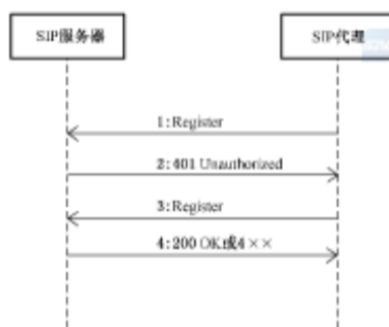 SIP服务器
SIP代理
1:Register
2:401 Unauthorized
3:Register
4:200 OK或4××